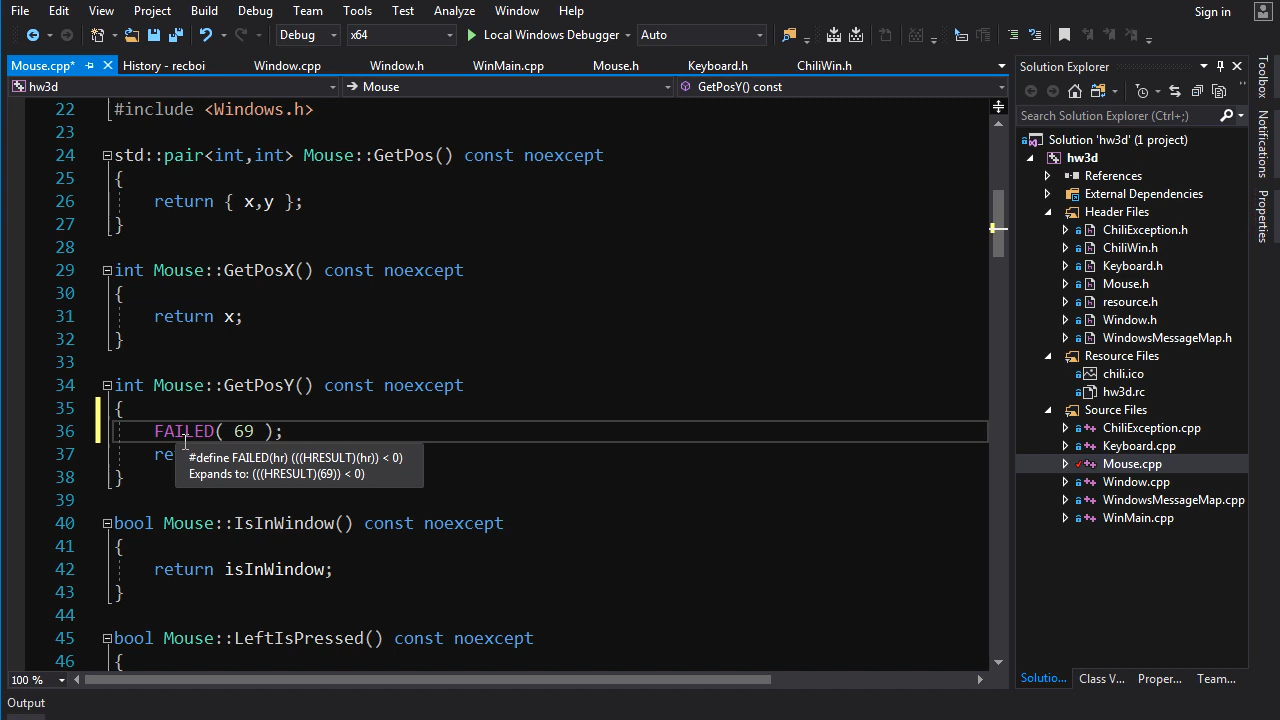 File Edit View Project Build Debug Team Tools Test Analyze Window Help Sign in
Debug x64 Local Windows Debugger Auto
Mouse.cpp* History - recboi Window.cpp Window.h WinMain.cpp Mouse.h Keyboard.h ChiliWin.h
hw3d Mouse GetPosY() const
22 #include <Windows.h>
23
24 std::pair<int,int> Mouse::GetPos() const noexcept
25 {
26 return { x,y };
27 }
28
29 int Mouse::GetPosX() const noexcept
30 {
31 return x;
32 }
33
34 int Mouse::GetPosY() const noexcept
35 {
36 FAILED( 69 );
37 re
#define FAILED(hr) (((HRESULT)(hr)) < 0)
Expands to: (((HRESULT)(69)) < 0)
38 }
39
40 bool Mouse::IsInWindow() const noexcept
41 {
42 return isInWindow;
43 }
44
45 bool Mouse::LeftIsPressed() const noexcept
46 {
100 %
Output
Solution Explorer
Search Solution Explorer (Ctrl+;)
Solution 'hw3d' (1 project)
hw3d
References
External Dependencies
Header Files
ChiliException.h
ChiliWin.h
Keyboard.h
Mouse.h
resource.h
Window.h
WindowsMessageMap.h
Resource Files
chili.ico
hw3d.rc
Source Files
ChiliException.cpp
Keyboard.cpp
Mouse.cpp
Window.cpp
WindowsMessageMap.cpp
WinMain.cpp
Solutio... Class V... Proper... Team...
Toolbox
Notifications
Properties